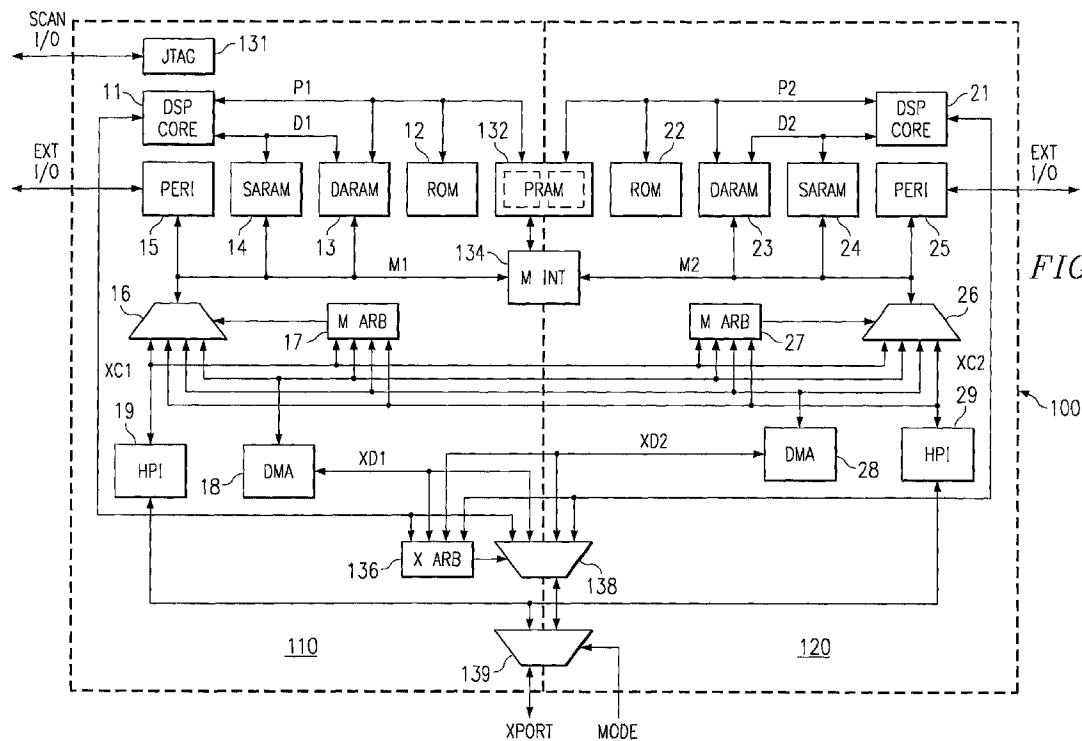 SCAN
I/O
JTAG
131
11
DSP
CORE
P1
D1
12
132
22
P2
D2
DSP
CORE
21
EXT
I/O
PERI
SARAM
DARAM
ROM
PRAM
ROM
DARAM
SARAM
PERI
EXT
I/O
15
14
13
134
23
24
25
M1
M INT
M2
FIG
16
M ARB
17
M ARB
27
26
XC1
XC2
19
HPI
18
DMA
XD1
XD2
DMA
28
29
HPI
100
136
X ARB
138
110
139
120
XPORT
MODE